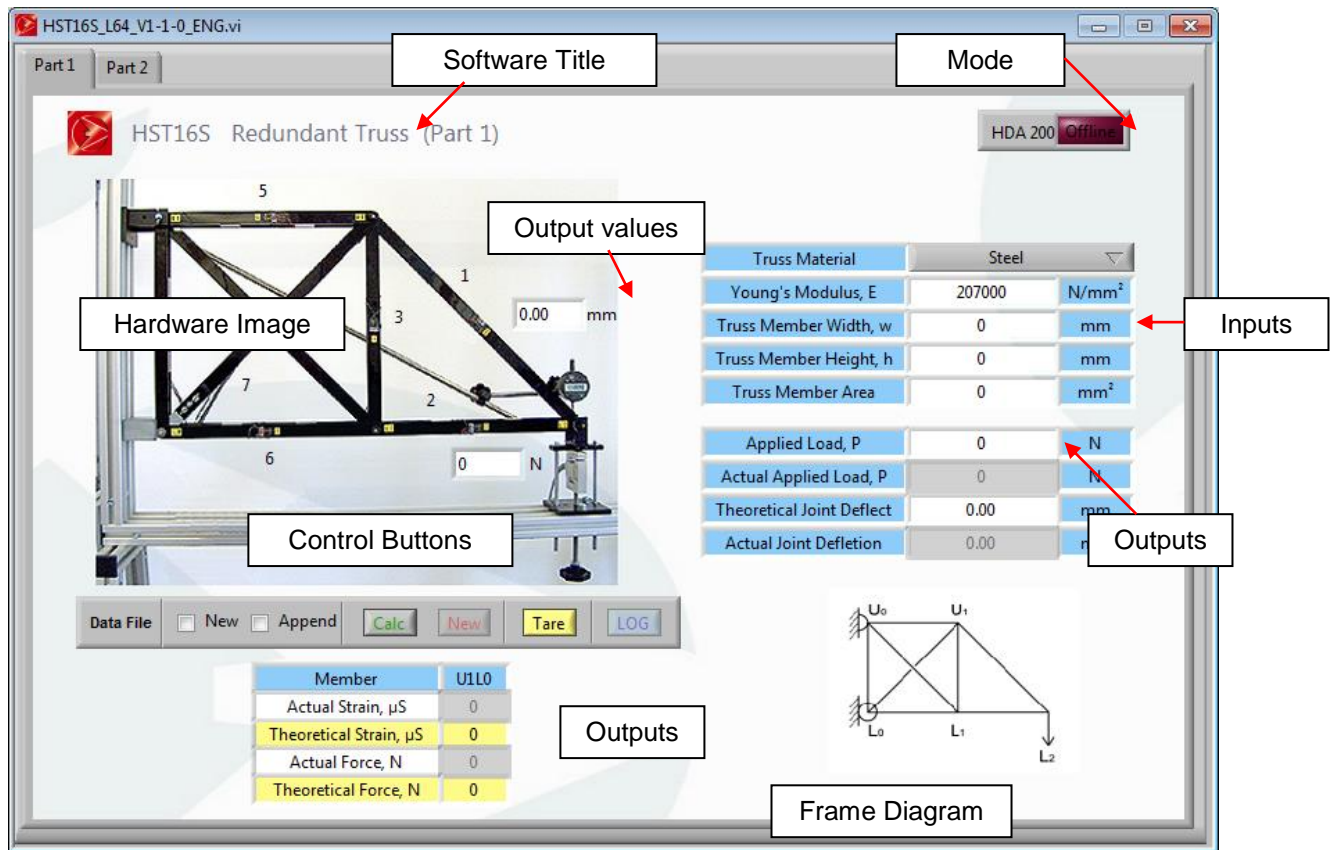 HST16S_L64_V1-1-0_ENG.vi
Part 1 Part 2
Software Title
Mode
HST16S Redundant Truss (Part 1)
HDA 200 Offline
5
Output values
1
3
0.00 mm
Hardware Image
7
2
6
0 N
Control Buttons
Truss Material Steel
Young's Modulus, E 207000 N/mm²
Truss Member Width, w 0 mm
Truss Member Height, h 0 mm
Truss Member Area 0 mm²
Inputs
Applied Load, P 0 N
Actual Applied Load, P 0 N
Theoretical Joint Deflect 0.00 mm
Actual Joint Defletion 0.00
Outputs
Data File New Append Calc New Tare LOG
Member U1L0
Actual Strain, µS 0
Theoretical Strain, µS 0
Actual Force, N 0
Theoretical Force, N 0
Outputs
U₀ U₁
L₀ L₁
L₂
Frame Diagram